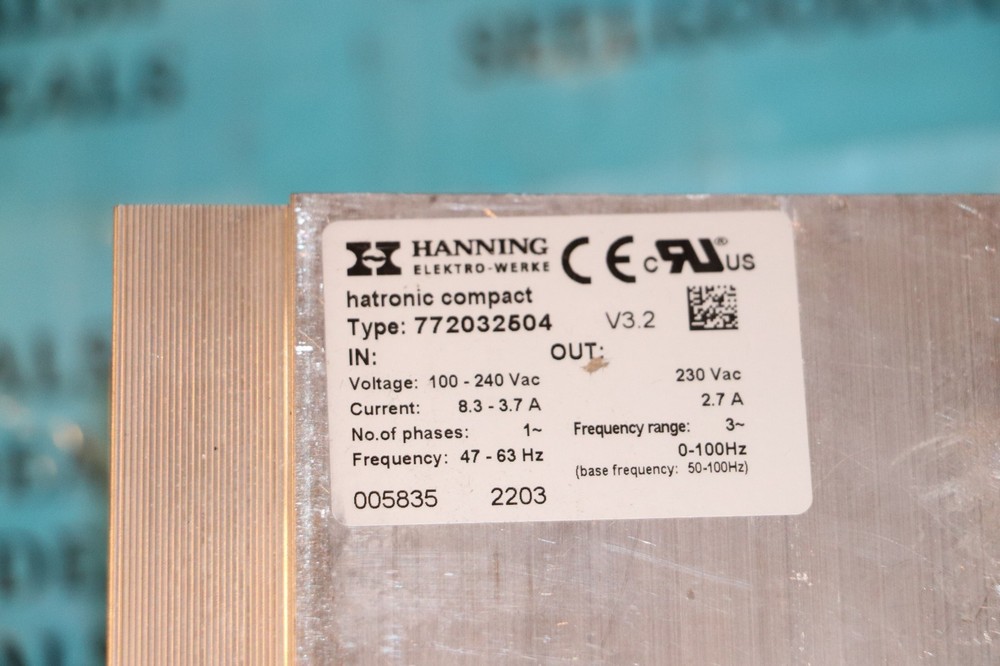 HANNING
ELEKTRO-WERKE
CE
c RU® US
hatronic compact
Type: 772032504 V3.2
IN: OUT:
Voltage: 100 - 240 Vac 230 Vac
Current: 8.3 - 3.7 A 2.7 A
No.of phases: 1~ Frequency range: 3~
Frequency: 47 - 63 Hz 0-100Hz
(base frequency: 50-100Hz)
005835 2203